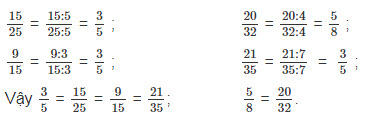 15/25 = 15:5/25:5 = 3/5 ; 20/32 = 20:4/32:4 = 5/8 ;
9/15 = 9:3/15:3 = 3/5 ; 21/35 = 21:7/35:7 = 3/5 ;
Vậy 3/5 = 15/25 = 9/15 = 21/35 ; 5/8 = 20/32 .